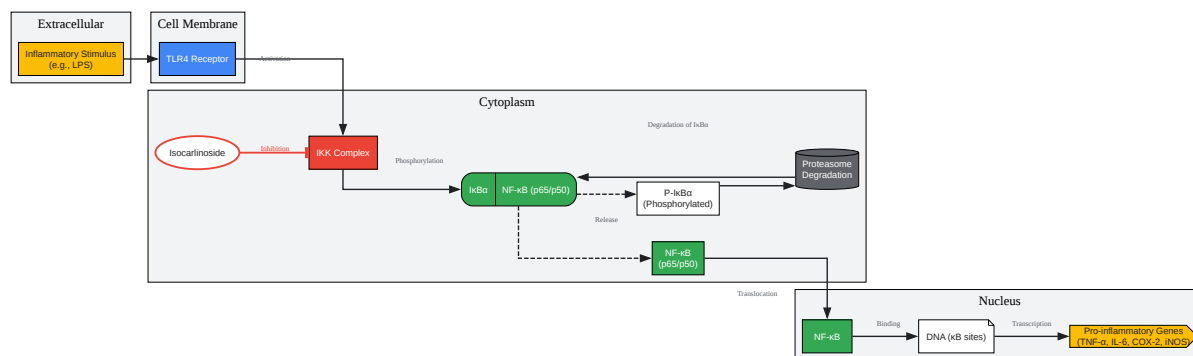 Extracellular
Inflammatory Stimulus
(e.g., LPS)
Cell Membrane
TLR4 Receptor
Activation
Cytoplasm
Isocarlinoside
Inhibition
IKK Complex
Phosphorylation
IκBα
NF-κB (p65/p50)
Degradation of IκBα
Proteasome
Degradation
P-IκBα
(Phosphorylated)
Release
NF-κB
(p65/p50)
Translocation
Nucleus
NF-κB
Binding
DNA (κB sites)
Transcription
Pro-inflammatory Genes
(TNF-α, IL-6, COX-2, iNOS)